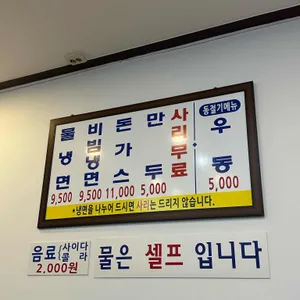 물냉면
9,500
비빔냉면
9,500
돈가스
11,000
만두
5,000
사리무료
동절기메뉴
우동
5,000
*냉면을 나누어 드시면 사리는 드리지 않습니다.
음료 { 사이다
콜라
2,000원
물은 셀프 입니다